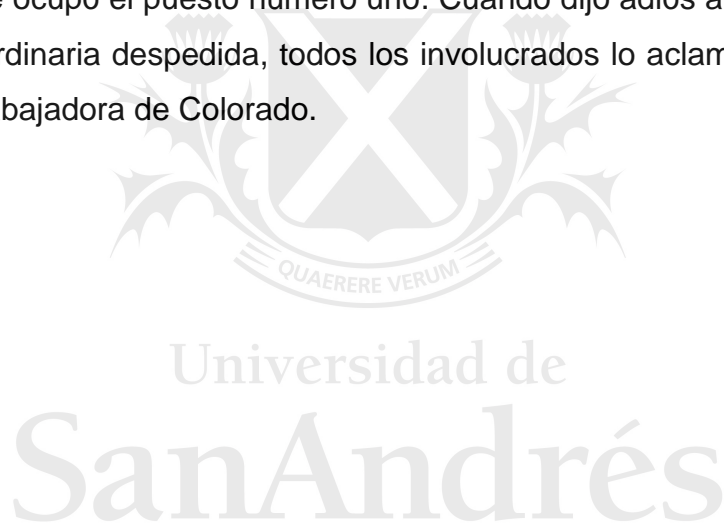 ocupó el puesto número uno. Cuando dijo adiós a
rdinaria despedida, todos los involucrados lo aclam
bajadora de Colorado.
QUAERERE VERUM
Universidad de
SanAndrés